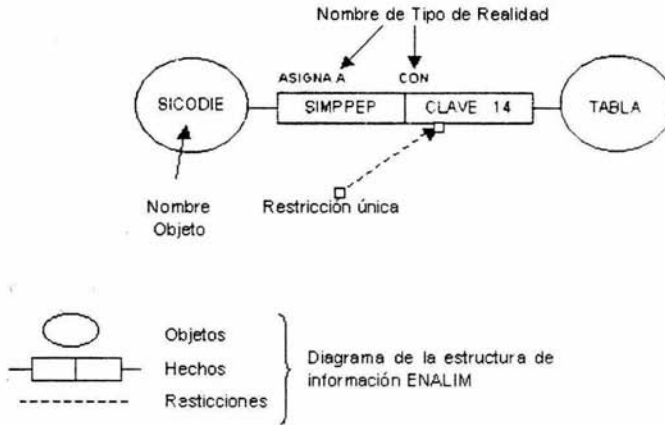 Nombre de Tipo de Realidad
ASIGNA A CON
SICODIE SIMPPEP CLAVE 14 TABLA
Nombre
Objeto
Restricción única
Objetos
Hechos
Resticciones
Diagrama de la estructura de
información ENALIM